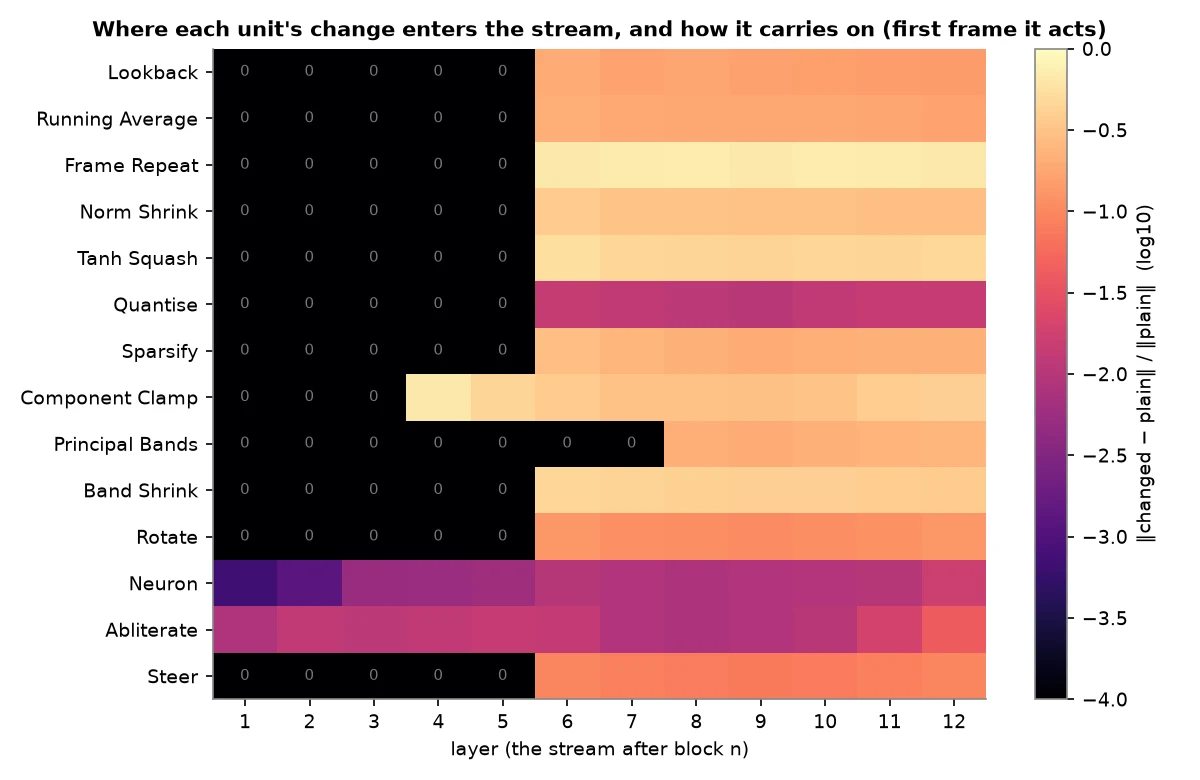 Where each unit's change enters the stream, and how it carries on (first frame it acts)
Lookback 0 0 0 0 0
Running Average 0 0 0 0 0
Frame Repeat 0 0 0 0 0
Norm Shrink 0 0 0 0 0
Tanh Squash 0 0 0 0 0
Quantise 0 0 0 0 0
Sparsify 0 0 0 0 0
Component Clamp 0 0 0
Principal Bands 0 0 0 0 0 0 0
Band Shrink 0 0 0 0 0
Rotate 0 0 0 0 0
Neuron
Abliterate
Steer 0 0 0 0 0
1 2 3 4 5 6 7 8 9 10 11 12
layer (the stream after block n)
0.0
−0.5
−1.0
−1.5
−2.0
−2.5
−3.0
−3.5
−4.0
‖changed − plain‖ / ‖plain‖ (log10)